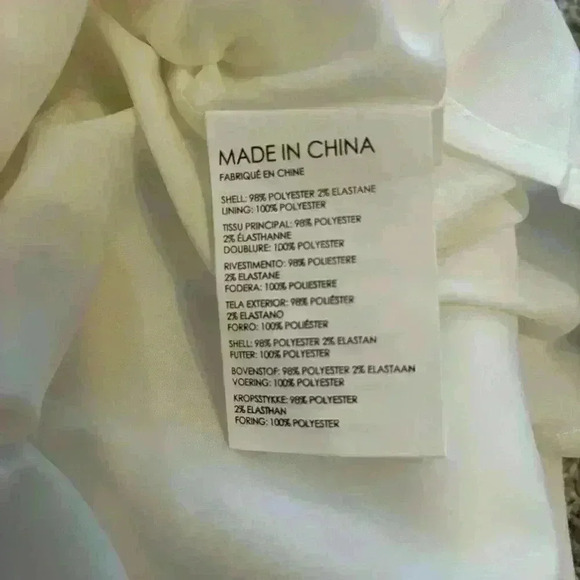 MADE IN CHINA
FABRIQUÉ EN CHINE
SHELL: 98% POLYESTER 2% ELASTANE
LINING: 100% POLYESTER
TISSU PRINCIPAL: 98% POLYESTER
2% ÉLASTHANNE
DOUBLURE: 100% POLYESTER
RIVESTIMENTO: 98% POLIESTERE
2% ELASTANE
FODERA: 100% POLIESTERE
TELA EXTERIOR: 98% POLIÉSTER
2% ELASTANO
FORRO: 100% POLIÉSTER
SHELL: 98% POLYESTER 2% ELASTAN
FUTTER: 100% POLYESTER
BOVENSTOF: 98% POLYESTER 2% ELASTAAN
VOERING: 100% POLYESTER
KROPSSTYKKE: 98% POLYESTER
2% ELASTHAN
FORING: 100% POLYESTER